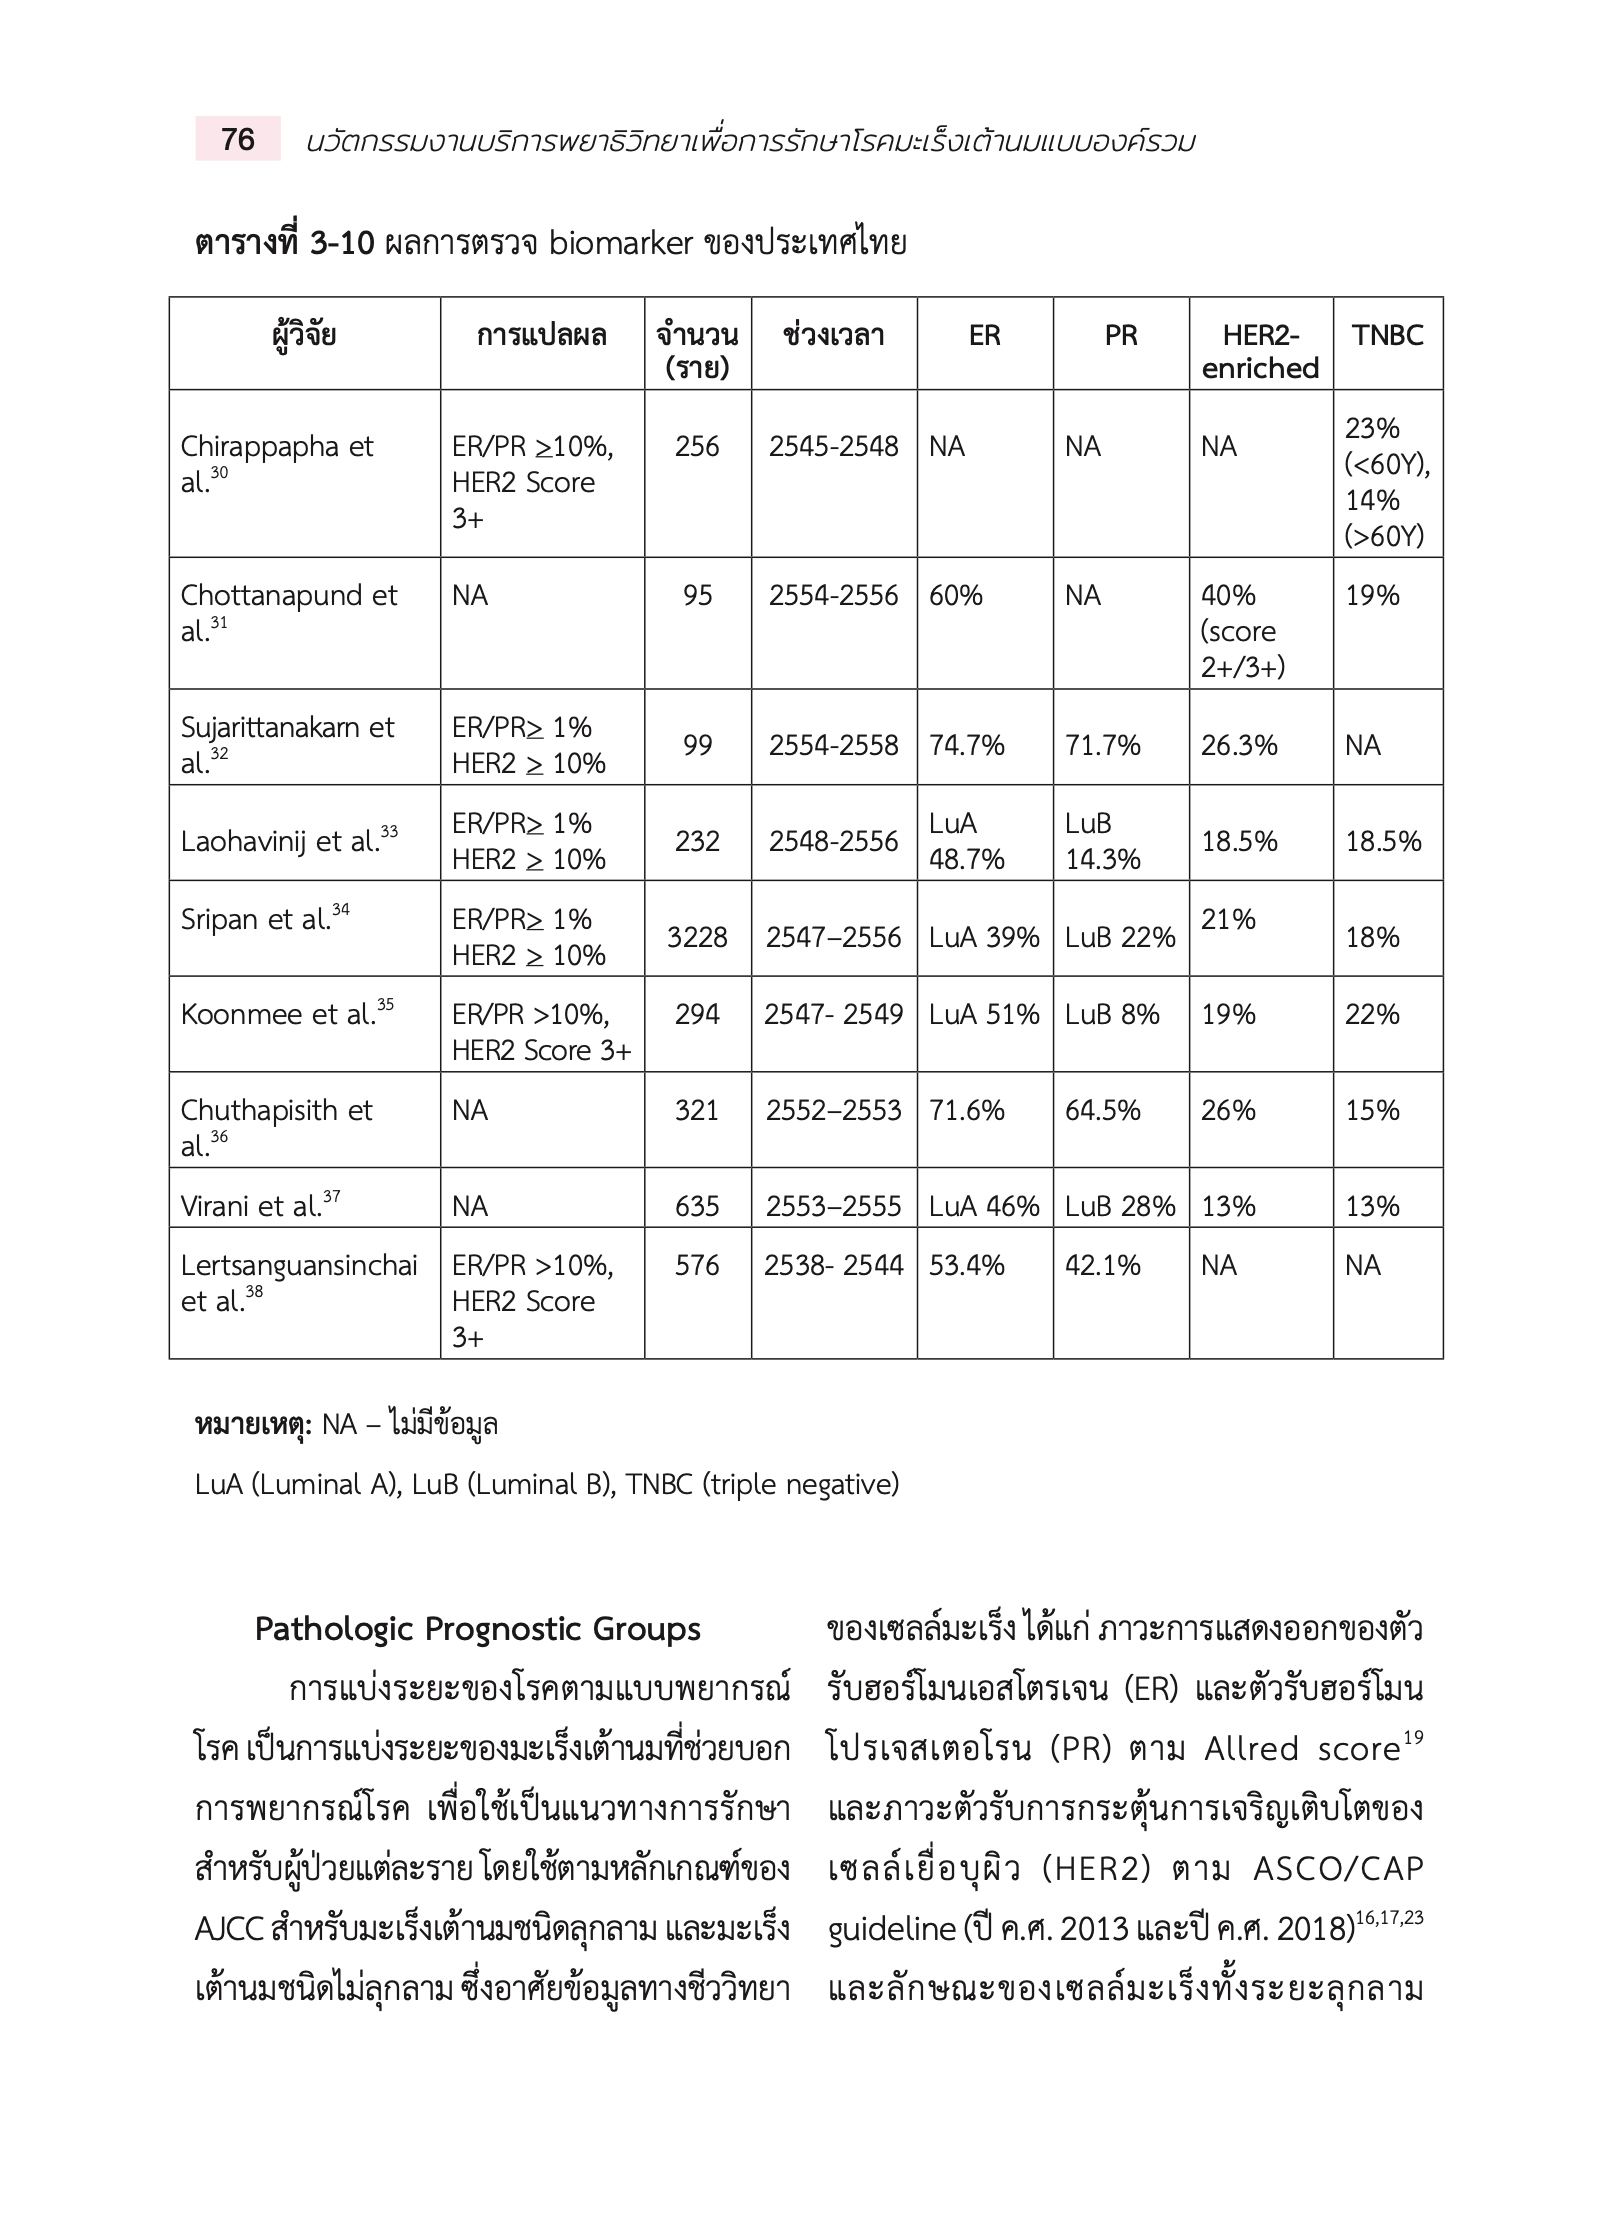 76 นวัตกรรมงานบริการพยาธิวิทยาเพื่อการรักษาโรคมะเร็งเต้านมแบบองค์รวม
ตารางที่ 3-10 ผลการตรวจ biomarker ของประเทศไทย
ผู้วิจัย การแปลผล จำนวน (ราย) ช่วงเวลา ER PR HER2-enriched TNBC
Chirappapha et al.30 ER/PR ≥10%, HER2 Score 3+ 256 2545-2548 NA NA NA 23% (<60Y), 14% (>60Y)
Chottanapund et al.31 NA 95 2554-2556 60% NA 40% (score 2+/3+) 19%
Sujarittanakarn et al.32 ER/PR≥ 1% HER2 ≥ 10% 99 2554-2558 74.7% 71.7% 26.3% NA
Laohavinij et al.33 ER/PR≥ 1% HER2 ≥ 10% 232 2548-2556 LuA 48.7% LuB 14.3% 18.5% 18.5%
Sripan et al.34 ER/PR≥ 1% HER2 ≥ 10% 3228 2547–2556 LuA 39% LuB 22% 21% 18%
Koonmee et al.35 ER/PR >10%, HER2 Score 3+ 294 2547- 2549 LuA 51% LuB 8% 19% 22%
Chuthapisith et al.36 NA 321 2552–2553 71.6% 64.5% 26% 15%
Virani et al.37 NA 635 2553–2555 LuA 46% LuB 28% 13% 13%
Lertsanguansinchai et al.38 ER/PR >10%, HER2 Score 3+ 576 2538- 2544 53.4% 42.1% NA NA
หมายเหตุ: NA – ไม่มีข้อมูล
LuA (Luminal A), LuB (Luminal B), TNBC (triple negative)
Pathologic Prognostic Groups
การแบ่งระยะของโรคตามแบบพยากรณ์
โรค เป็นการแบ่งระยะของมะเร็งเต้านมที่ช่วยบอก
การพยากรณ์โรค เพื่อใช้เป็นแนวทางการรักษา
สำหรับผู้ป่วยแต่ละราย โดยใช้ตามหลักเกณฑ์ของ
AJCC สำหรับมะเร็งเต้านมชนิดลุกลาม และมะเร็ง
เต้านมชนิดไม่ลุกลาม ซึ่งอาศัยข้อมูลทางชีววิทยา
ของเซลล์มะเร็ง ได้แก่ ภาวะการแสดงออกของตัว
รับฮอร์โมนเอสโตรเจน (ER) และตัวรับฮอร์โมน
โปรเจสเตอโรน (PR) ตาม Allred score19
และภาวะตัวรับการกระตุ้นการเจริญเติบโตของ
เซลล์เยื่อบุผิว (HER2) ตาม ASCO/CAP
guideline (ปี ค.ศ. 2013 และปี ค.ศ. 2018)16,17,23
และลักษณะของเซลล์มะเร็งทั้งระยะลุกลาม